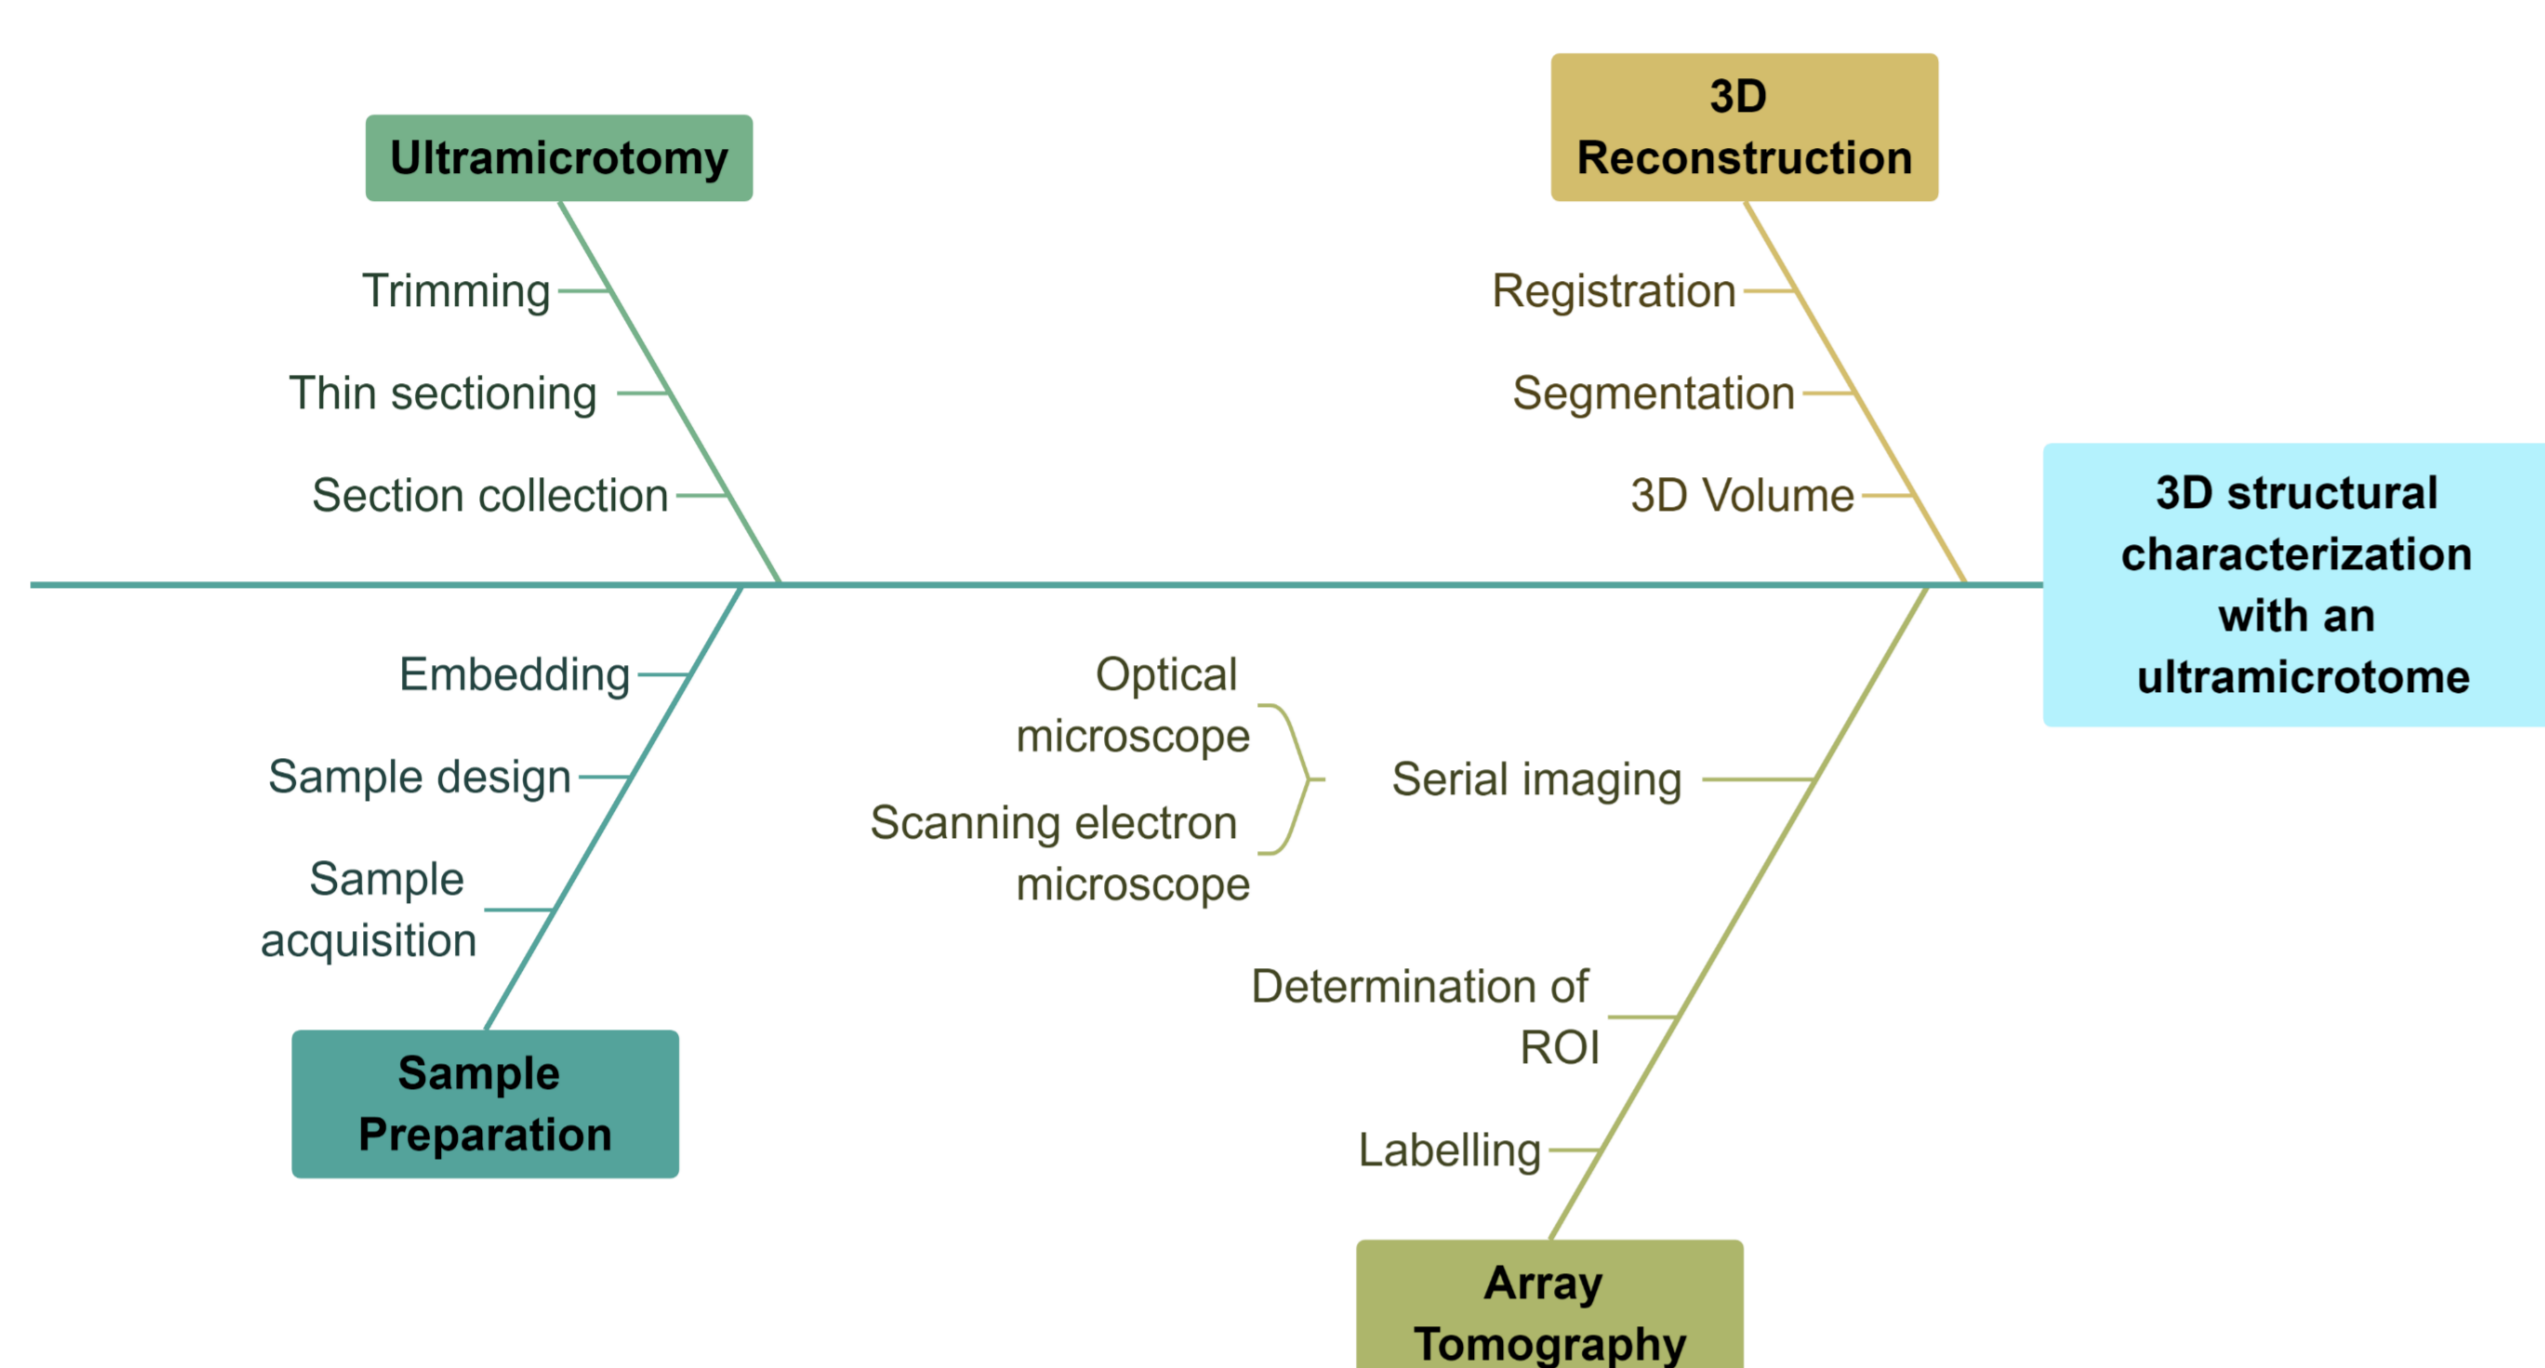 Ultramicrotomy
Trimming
Thin sectioning
Section collection
3D
Reconstruction
Registration
Segmentation
3D Volume
3D structural
characterization
with an
ultramicrotome
Embedding
Sample design
Sample
acquisition
Sample
Preparation
Optical
microscope
Scanning electron
microscope
Serial imaging
Determination of
ROI
Labelling
Array
Tomography